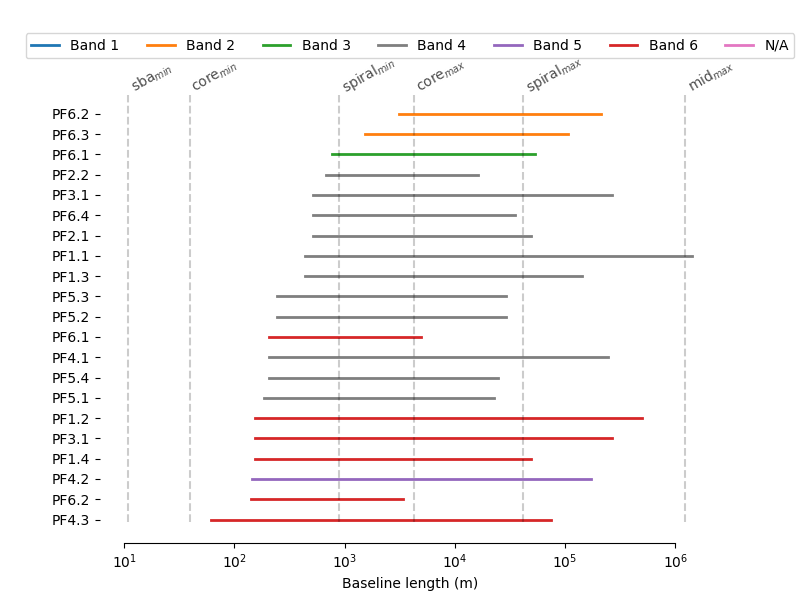 Band 1 Band 2 Band 3 Band 4 Band 5 Band 6 N/A
sba_min core_min spiral_min core_max spiral_max mid_max
PF6.2
PF6.3
PF6.1
PF2.2
PF3.1
PF6.4
PF2.1
PF1.1
PF1.3
PF5.3
PF5.2
PF6.1
PF4.1
PF5.4
PF5.1
PF1.2
PF3.1
PF1.4
PF4.2
PF6.2
PF4.3
10^1 10^2 10^3 10^4 10^5 10^6
Baseline length (m)